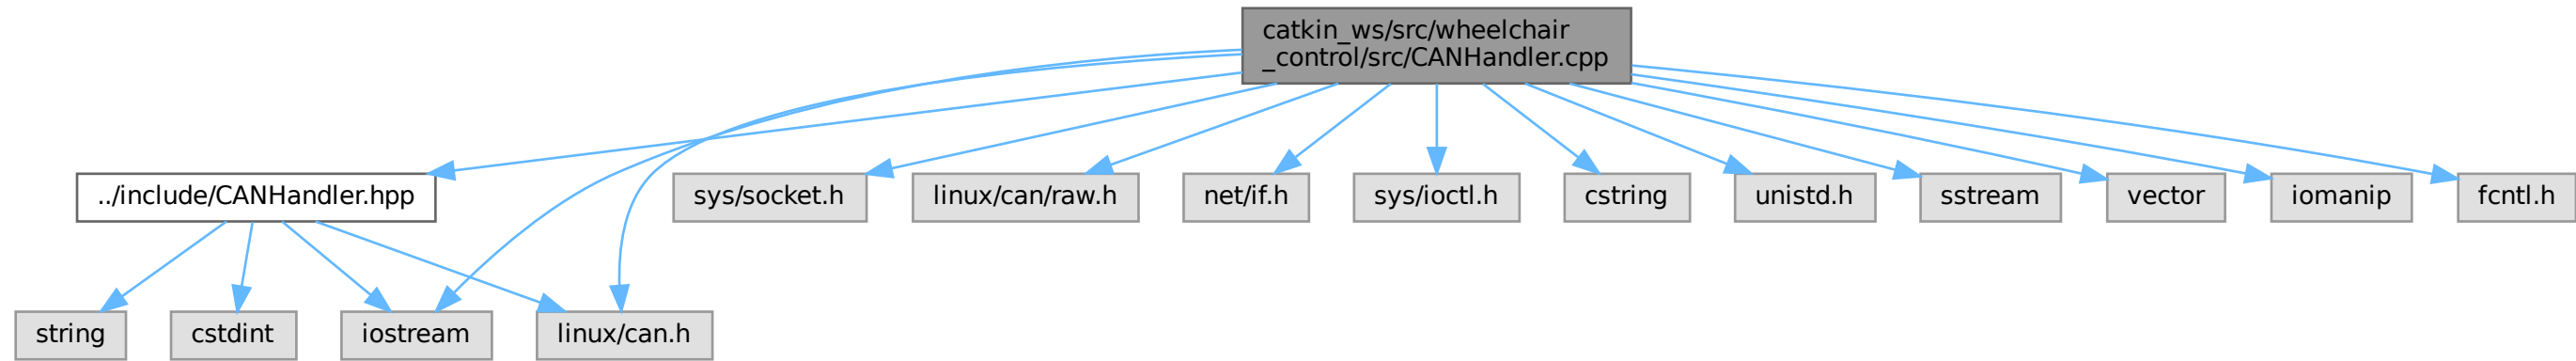 catkin_ws/src/wheelchair
_control/src/CANHandler.cpp
../include/CANHandler.hpp
sys/socket.h
linux/can/raw.h
net/if.h
sys/ioctl.h
cstring
unistd.h
sstream
vector
iomanip
fcntl.h
string
cstdint
iostream
linux/can.h